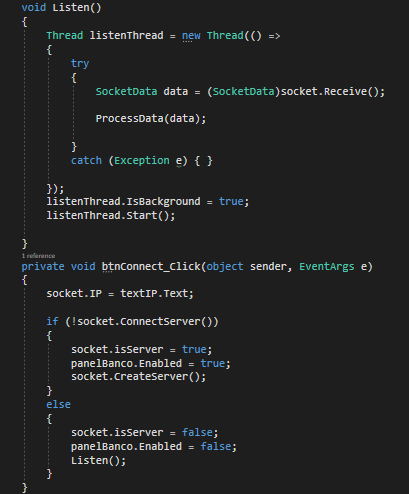 void Listen()
{
Thread listenThread = new Thread(() =>
{
try
{
SocketData data = (SocketData)socket.Receive();
ProcessData(data);
}
catch (Exception e) { }
});
listenThread.IsBackground = true;
listenThread.Start();
}
1 reference
private void btnConnect_Click(object sender, EventArgs e)
{
socket.IP = textIP.Text;
if (!socket.ConnectServer())
{
socket.isServer = true;
panelBanco.Enabled = true;
socket.CreateServer();
}
else
{
socket.isServer = false;
panelBanco.Enabled = false;
Listen();
}
}